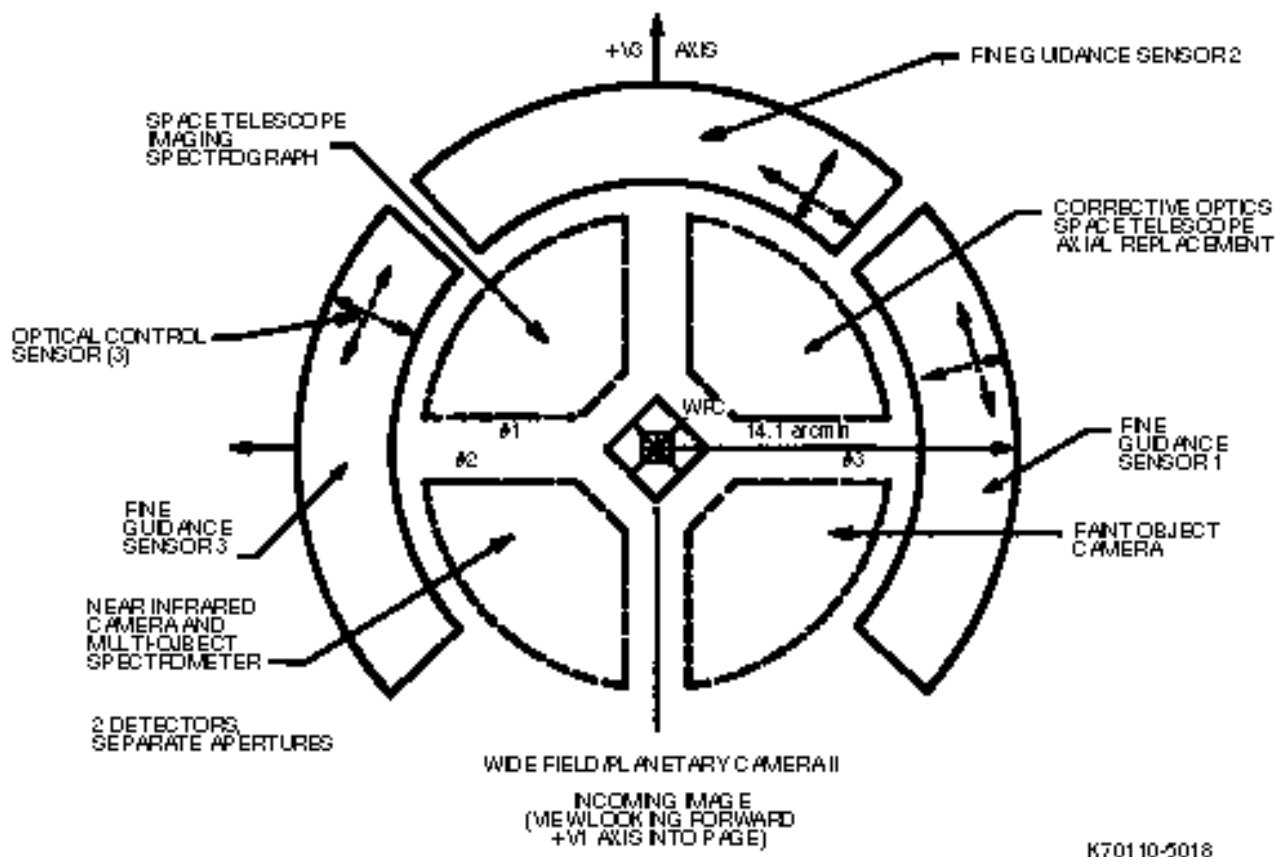 +V3 AXIS
FINE GUIDANCE SENSOR 2
SPACE TELESCOPE
IMAGING
SPECTROGRAPH
CORRECTIVE OPTICS
SPACE TELESCOPE
AXIAL REPLACEMENT
OPTICAL CONTROL
SENSOR (3)
WFC
#1
14.1 arcmin
#2
#3
FINE
GUIDANCE
SENSOR 1
FINE
GUIDANCE
SENSOR 3
FAINT OBJECT
CAMERA
NEAR INFRARED
CAMERA AND
MULTI-OBJECT
SPECTROMETER
2 DETECTORS,
SEPARATE APERTURES
WIDE FIELD/PLANETARY CAMERA II
INCOMING IMAGE
(VIEW LOOKING FORWARD
+V1 AXIS INTO PAGE)
K70110-5018